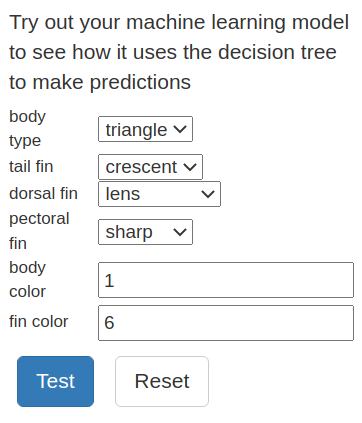 Try out your machine learning model
to see how it uses the decision tree
to make predictions
body
type
triangle
tail fin
crescent
dorsal fin
lens
pectoral
fin
sharp
body
color
1
fin color
6
Test
Reset